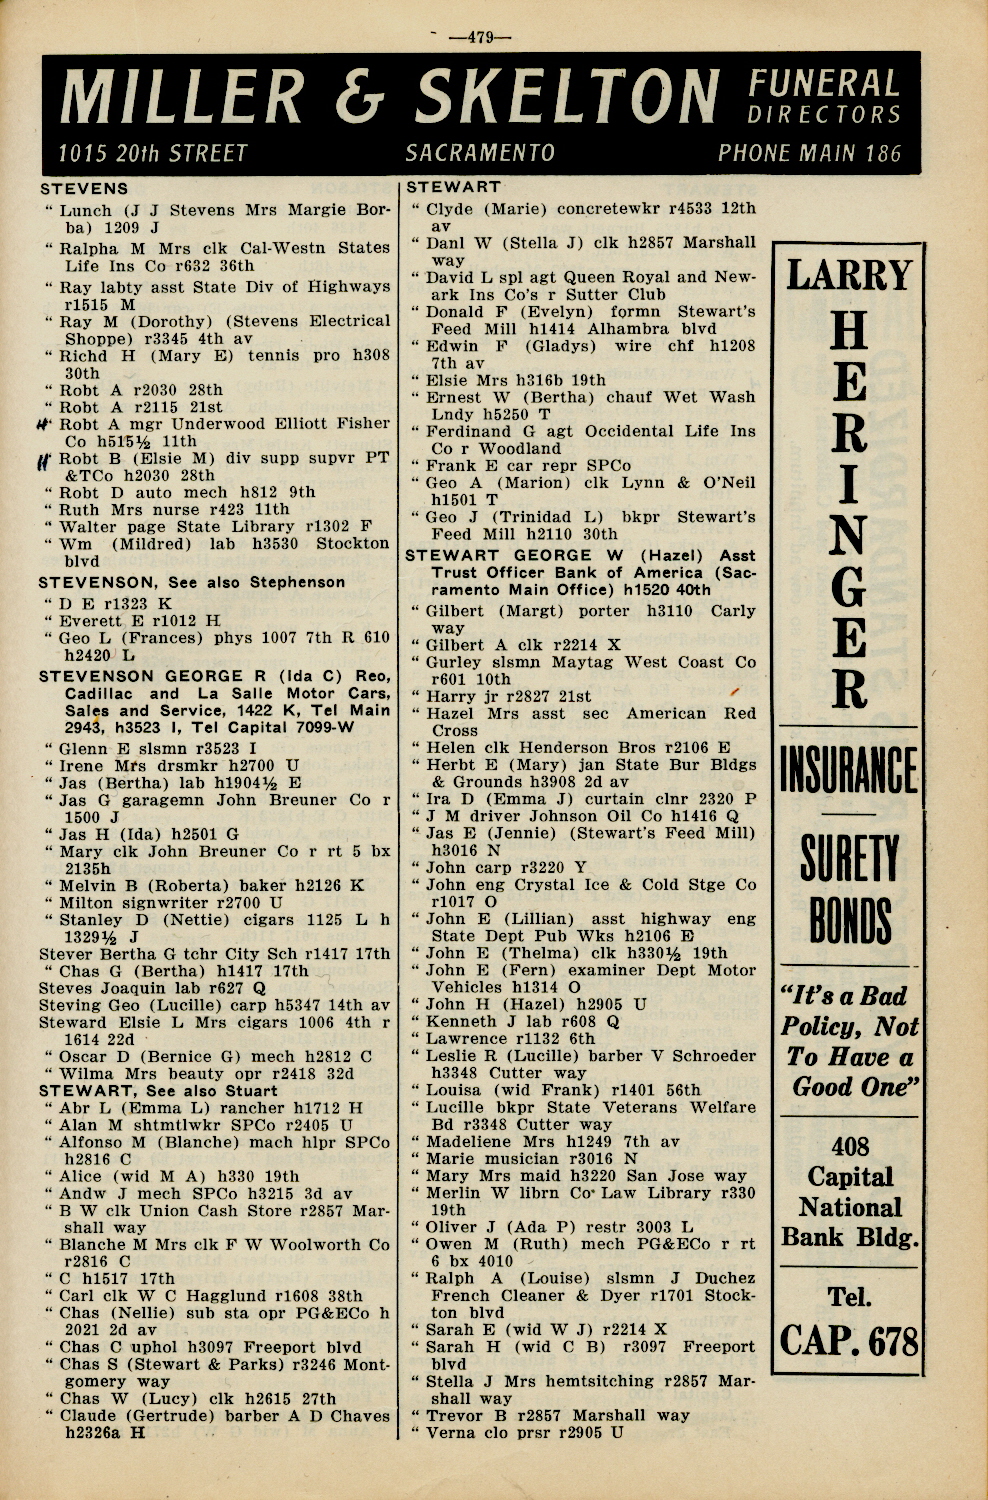 —479—
MILLER & SKELTON FUNERAL DIRECTORS
1015 20th STREET SACRAMENTO PHONE MAIN 186
STEVENS
" Lunch (J J Stevens Mrs Margie Bor-
ba) 1209 J
" Ralpha M Mrs clk Cal-Westn States
Life Ins Co r632 36th
" Ray labty asst State Div of Highways
r1515 M
" Ray M (Dorothy) (Stevens Electrical
Shoppe) r3345 4th av
" Richd H (Mary E) tennis pro h308
30th
" Robt A r2030 28th
" Robt A r2115 21st
" Robt A mgr Underwood Elliott Fisher
Co h515½ 11th
" Robt B (Elsie M) div supp supvr PT
&TCo h2030 28th
" Robt D auto mech h812 9th
" Ruth Mrs nurse r423 11th
" Walter page State Library r1302 F
" Wm (Mildred) lab h3530 Stockton
blvd
STEVENSON, See also Stephenson
" D E r1323 K
" Everett E r1012 H
" Geo L (Frances) phys 1007 7th R 610
h2420 L
STEVENSON GEORGE R (Ida C) Reo,
Cadillac and La Salle Motor Cars,
Sales and Service, 1422 K, Tel Main
2943, h3523 I, Tel Capital 7099-W
" Glenn E slsmn r3523 I
" Irene Mrs drsmkr h2700 U
" Jas (Bertha) lab h1904½ E
" Jas G garagemn John Breuner Co r
1500 J
" Jas H (Ida) h2501 G
" Mary clk John Breuner Co r rt 5 bx
2135h
" Melvin B (Roberta) baker h2126 K
" Milton signwriter r2700 U
" Stanley D (Nettie) cigars 1125 L h
1329½ J
Stever Bertha G tchr City Sch r1417 17th
" Chas G (Bertha) h1417 17th
Steves Joaquin lab r627 Q
Steving Geo (Lucille) carp h5347 14th av
Steward Elsie L Mrs cigars 1006 4th r
1614 22d
" Oscar D (Bernice G) mech h2812 C
" Wilma Mrs beauty opr r2418 32d
STEWART, See also Stuart
" Abr L (Emma L) rancher h1712 H
" Alan M shtmtlwkr SPCo r2405 U
" Alfonso M (Blanche) mach hlpr SPCo
h2816 C
" Alice (wid M A) h330 19th
" Andw J mech SPCo h3215 3d av
" B W clk Union Cash Store r2857 Mar-
shall way
" Blanche M Mrs clk F W Woolworth Co
r2816 C
" C h1517 17th
" Carl clk W C Hagglund r1608 38th
" Chas (Nellie) sub sta opr PG&ECo h
2021 2d av
" Chas C uphol h3097 Freeport blvd
" Chas S (Stewart & Parks) r3246 Mont-
gomery way
" Chas W (Lucy) clk h2615 27th
" Claude (Gertrude) barber A D Chaves
h2326a H
STEWART
" Clyde (Marie) concretewkr r4533 12th
av
" Danl W (Stella J) clk h2857 Marshall
way
" David L spl agt Queen Royal and New-
ark Ins Co's r Sutter Club
" Donald F (Evelyn) formn Stewart's
Feed Mill h1414 Alhambra blvd
" Edwin F (Gladys) wire chf h1208
7th av
" Elsie Mrs h316b 19th
" Ernest W (Bertha) chauf Wet Wash
Lndy h5250 T
" Ferdinand G agt Occidental Life Ins
Co r Woodland
" Frank E car repr SPCo
" Geo A (Marion) clk Lynn & O'Neil
h1501 T
" Geo J (Trinidad L) bkpr Stewart's
Feed Mill h2110 30th
STEWART GEORGE W (Hazel) Asst
Trust Officer Bank of America (Sac-
ramento Main Office) h1520 40th
" Gilbert (Margt) porter h3110 Carly
way
" Gilbert A clk r2214 X
" Gurley slsmn Maytag West Coast Co
r601 10th
" Harry jr r2827 21st
" Hazel Mrs asst sec American Red
Cross
" Helen clk Henderson Bros r2106 E
" Herbt E (Mary) jan State Bur Bldgs
& Grounds h3908 2d av
" Ira D (Emma J) curtain clnr 2320 P
" J M driver Johnson Oil Co h1416 Q
" Jas E (Jennie) (Stewart's Feed Mill)
h3016 N
" John carp r3220 Y
" John eng Crystal Ice & Cold Stge Co
r1017 O
" John E (Lillian) asst highway eng
State Dept Pub Wks h2106 E
" John E (Thelma) clk h330½ 19th
" John E (Fern) examiner Dept Motor
Vehicles h1314 O
" John H (Hazel) h2905 U
" Kenneth J lab r608 Q
" Lawrence r1132 6th
" Leslie R (Lucille) barber V Schroeder
h3348 Cutter way
" Louisa (wid Frank) r1401 56th
" Lucille bkpr State Veterans Welfare
Bd r3348 Cutter way
" Madeliene Mrs h1249 7th av
" Marie musician r3016 N
" Mary Mrs maid h3220 San Jose way
" Merlin W librn Co Law Library r330
19th
" Oliver J (Ada P) restr 3003 L
" Owen M (Ruth) mech PG&ECo r rt
6 bx 4010
" Ralph A (Louise) slsmn J Duchez
French Cleaner & Dyer r1701 Stock-
ton blvd
" Sarah E (wid W J) r2214 X
" Sarah H (wid C B) r3097 Freeport
blvd
" Stella J Mrs hemtsitching r2857 Mar-
shall way
" Trevor B r2857 Marshall way
" Verna clo prsr r2905 U
LARRY
HERINGER
INSURANCE
SURETY
BONDS
"It's a Bad
Policy, Not
To Have a
Good One"
408
Capital
National
Bank Bldg.
Tel.
CAP. 678